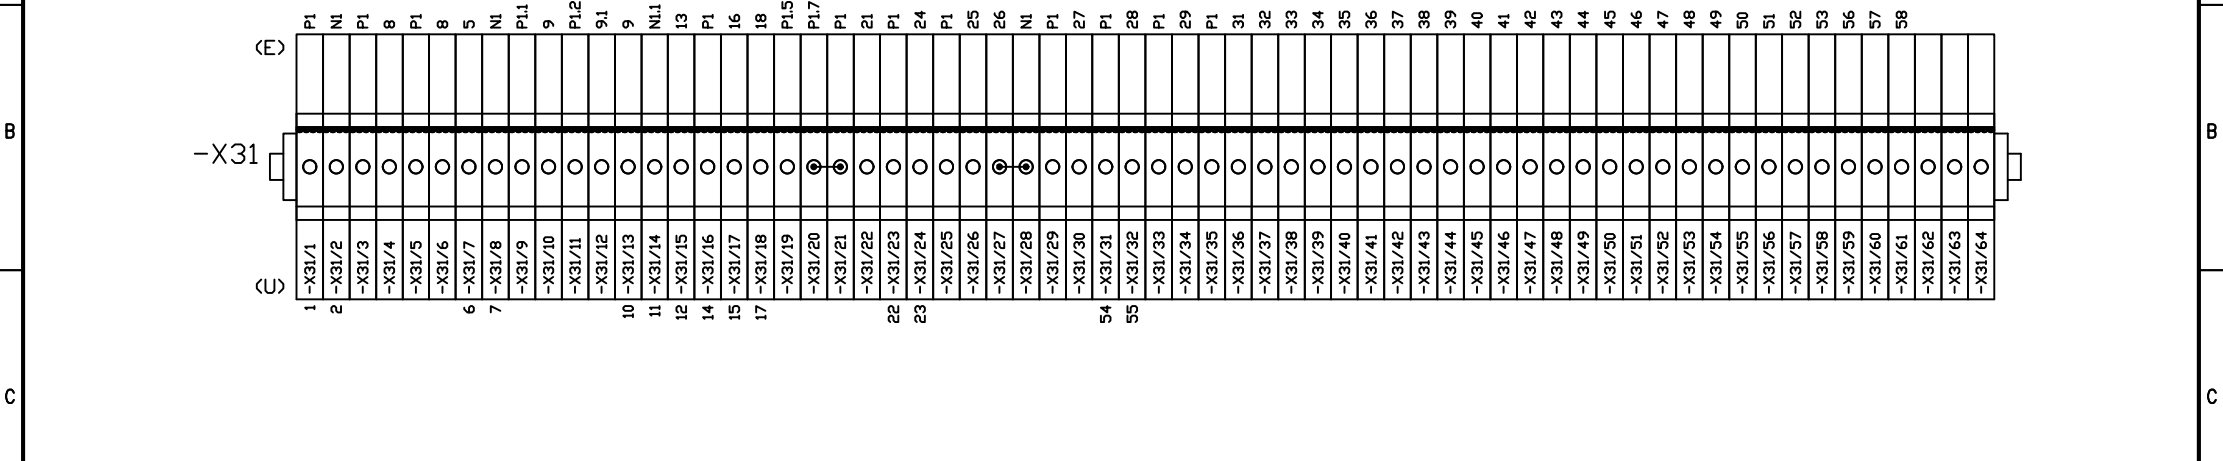 P1 N1 P1 8 P1 8 5 N1 P1.1 9 P1.2 9.1 9 N1.1 13 P1 16 18 P1.5 P1.7 P1 21 P1 24 P1 25 26 N1 P1 27 P1 28 P1 29 P1 31 32 33 34 35 36 37 38 39 40 41 42 43 44 45 46 47 48 49 50 51 52 53 56 57 58
(E)
B B
-X31
(U) -X31/1 -X31/2 -X31/3 -X31/4 -X31/5 -X31/6 -X31/7 -X31/8 -X31/9 -X31/10 -X31/11 -X31/12 -X31/13 -X31/14 -X31/15 -X31/16 -X31/17 -X31/18 -X31/19 -X31/20 -X31/21 -X31/22 -X31/23 -X31/24 -X31/25 -X31/26 -X31/27 -X31/28 -X31/29 -X31/30 -X31/31 -X31/32 -X31/33 -X31/34 -X31/35 -X31/36 -X31/37 -X31/38 -X31/39 -X31/40 -X31/41 -X31/42 -X31/43 -X31/44 -X31/45 -X31/46 -X31/47 -X31/48 -X31/49 -X31/50 -X31/51 -X31/52 -X31/53 -X31/54 -X31/55 -X31/56 -X31/57 -X31/58 -X31/59 -X31/60 -X31/61 -X31/62 -X31/63 -X31/64
1 2 6 7 10 11 12 14 15 17 22 23 54 55
C C